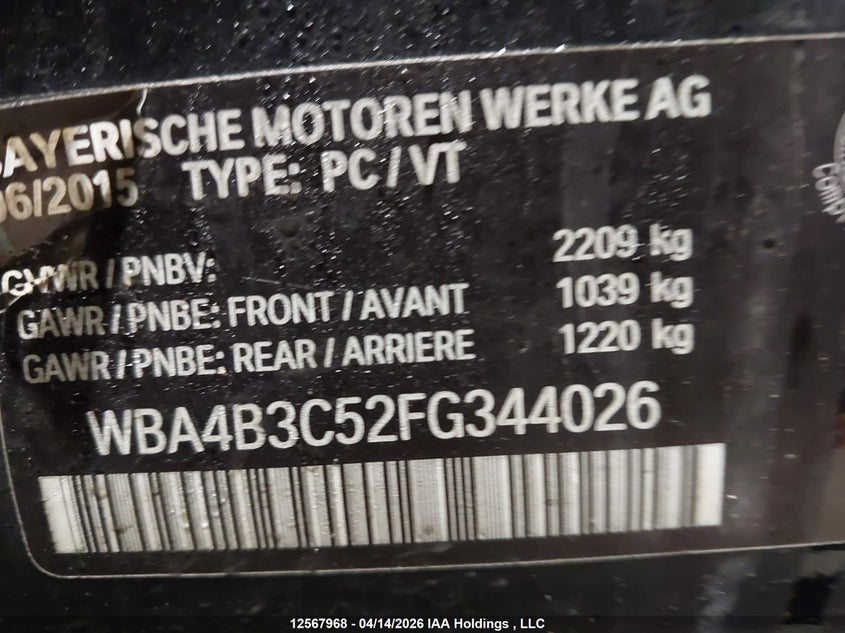 BAYERISCHE MOTOREN WERKE AG
06/2015 TYPE: PC / VT
GVWR / PNBV: 2209 kg
GAWR / PNBE: FRONT / AVANT 1039 kg
GAWR / PNBE: REAR / ARRIERE 1220 kg
WBA4B3C52FG344026
12567968 - 04/14/2026 IAA Holdings , LLC